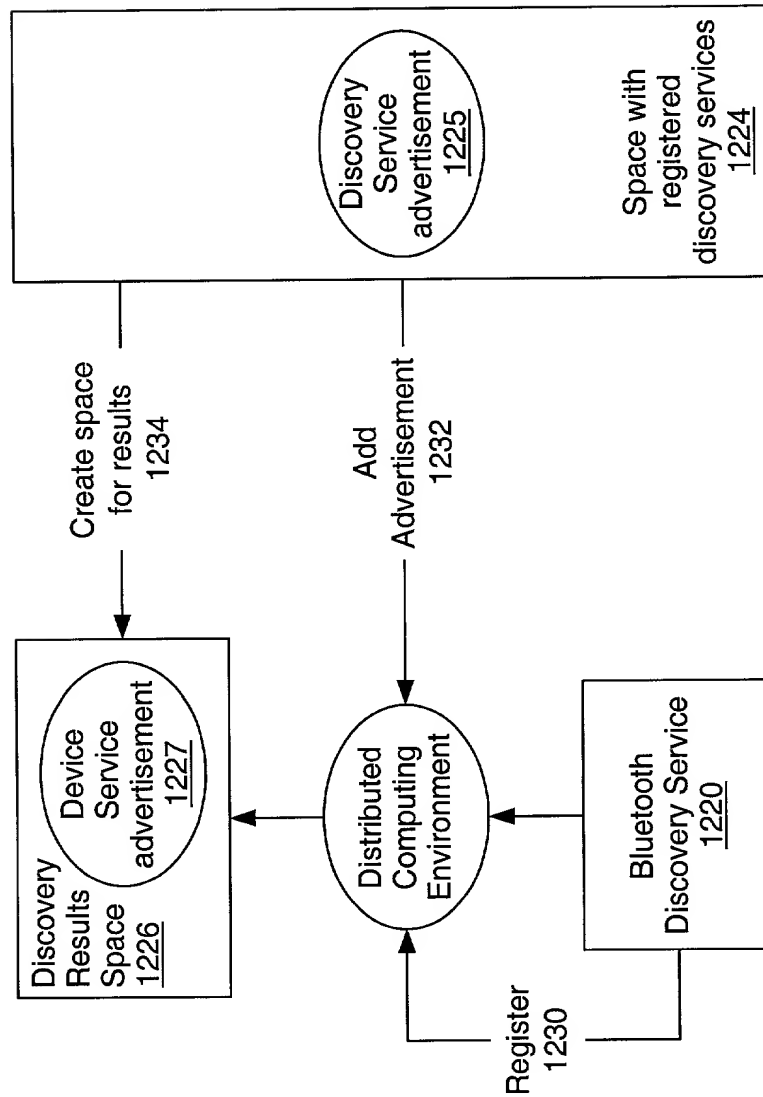 Discovery
Results
Space
1226
Device
Service
advertisement
1227
Create space
for results
1234
Discovery
Service
advertisement
1225
Space with
registered
discovery services
1224
Distributed
Computing
Environment
Add
Advertisement
1232
Register
1230
Bluetooth
Discovery Service
1220